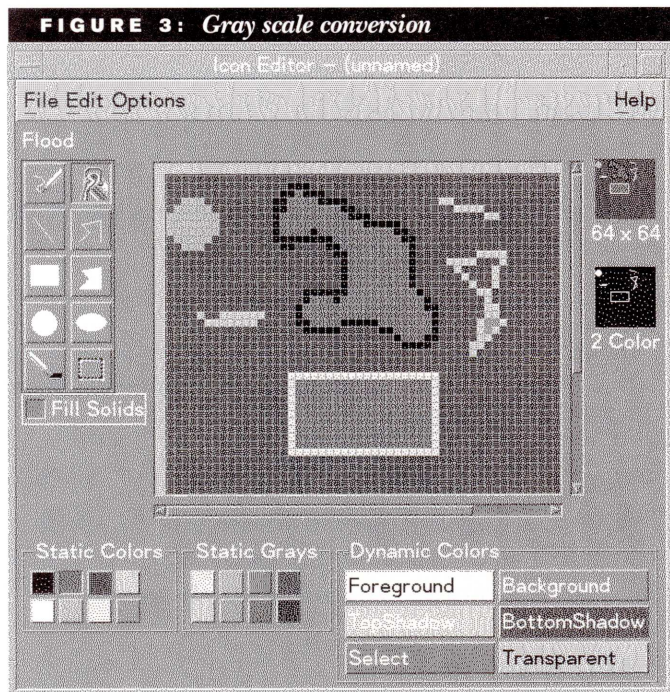 FIGURE 3: Gray scale conversion
Icon Editor – (unnamed)
File Edit Options Help
Flood
64 x 64
2 Color
Fill Solids
Static Colors Static Grays Dynamic Colors
Foreground Background
TopShadow BottomShadow
Select Transparent